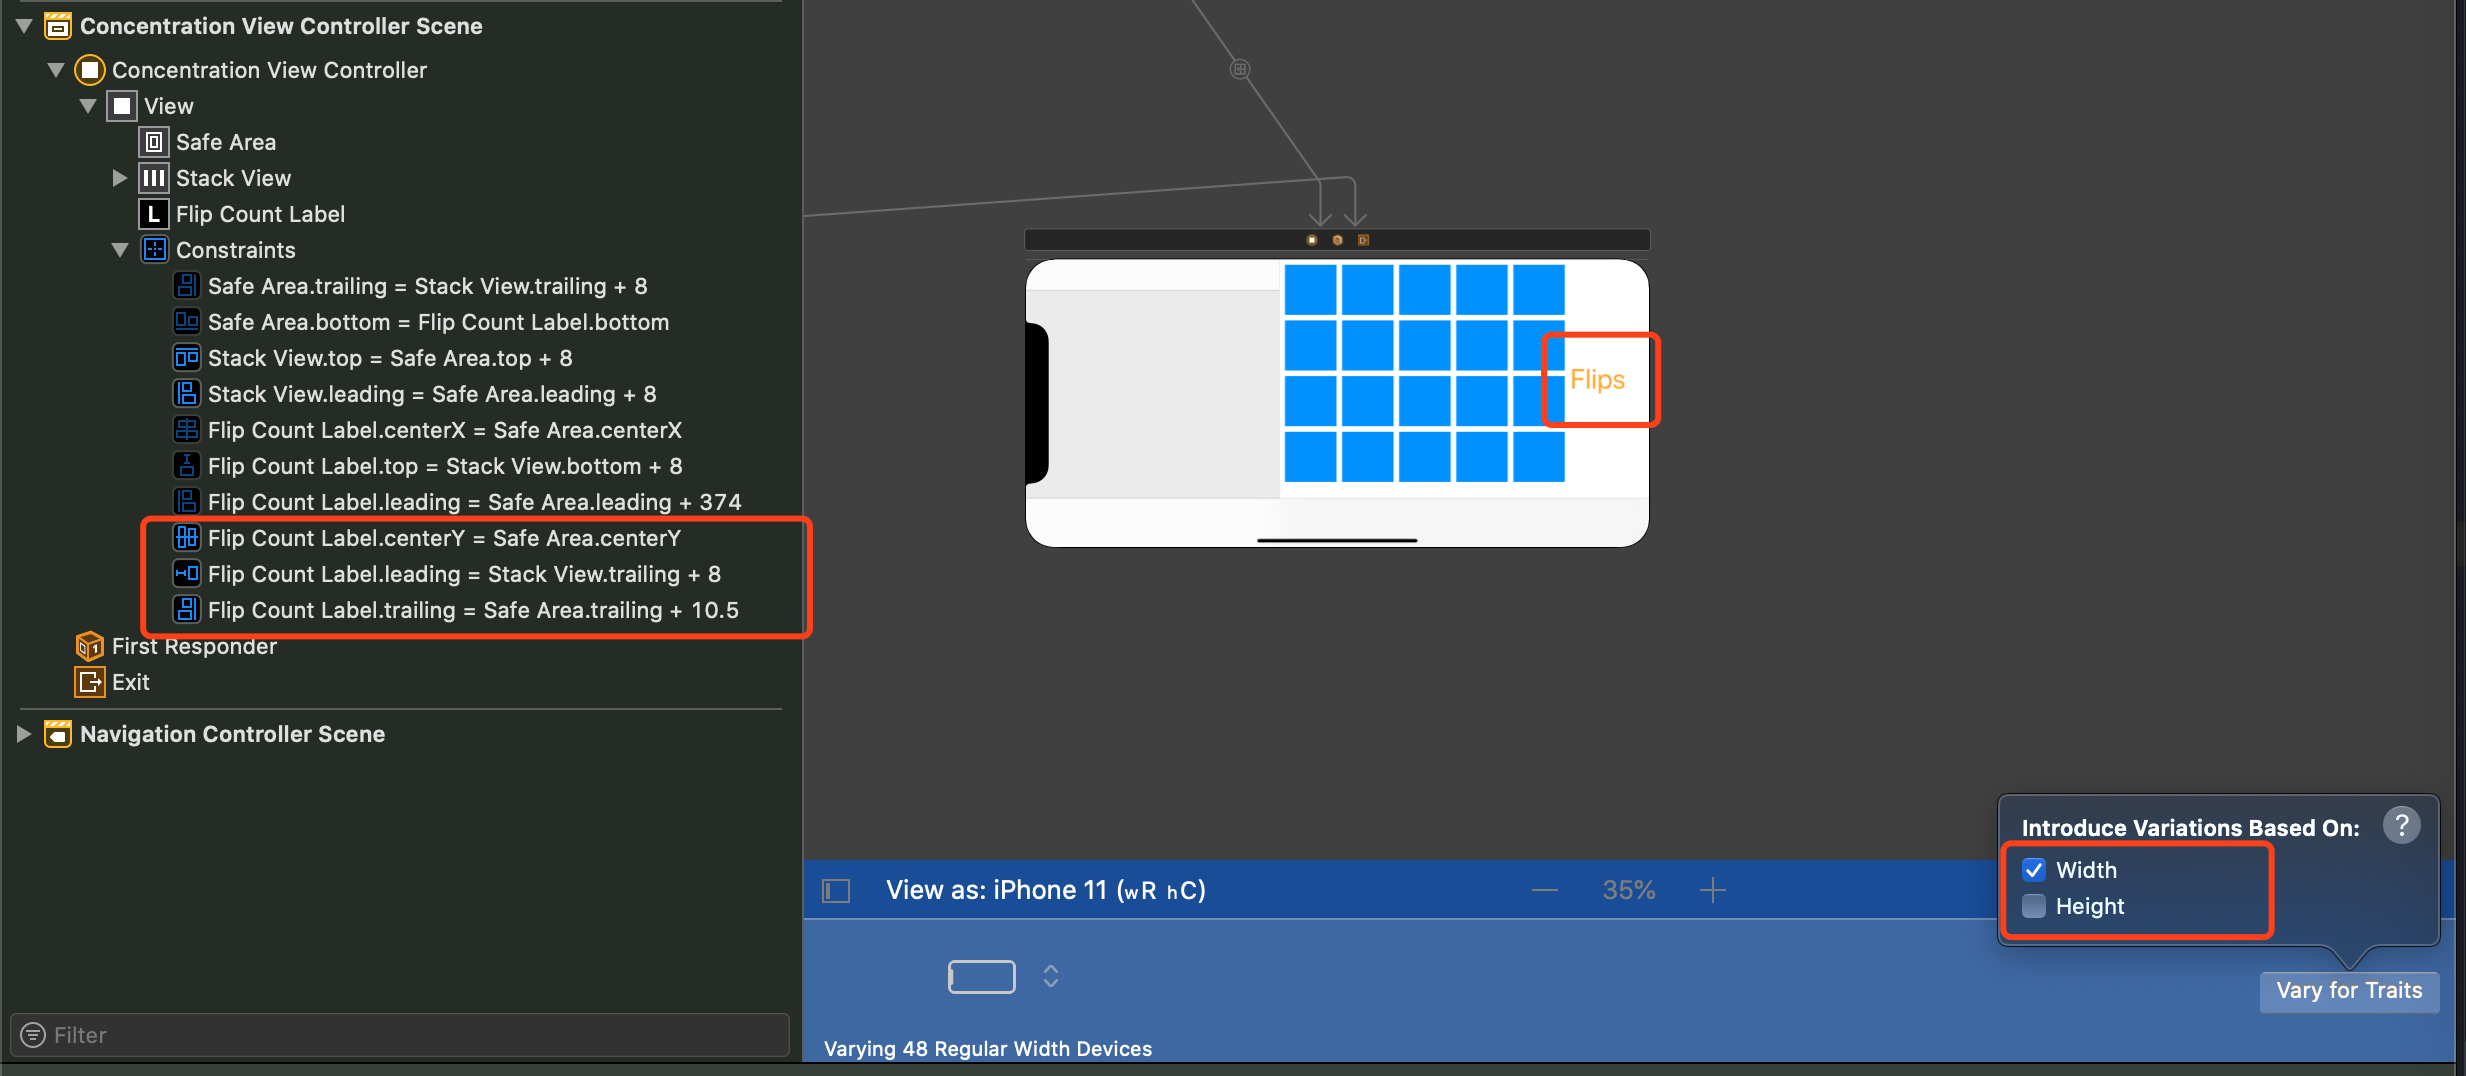 Concentration View Controller Scene
Concentration View Controller
View
Safe Area
Stack View
L Flip Count Label
Constraints
Safe Area.trailing = Stack View.trailing + 8
Safe Area.bottom = Flip Count Label.bottom
Stack View.top = Safe Area.top + 8
Stack View.leading = Safe Area.leading + 8
Flip Count Label.centerX = Safe Area.centerX
Flip Count Label.top = Stack View.bottom + 8
Flip Count Label.leading = Safe Area.leading + 374
Flip Count Label.centerY = Safe Area.centerY
Flip Count Label.leading = Stack View.trailing + 8
Flip Count Label.trailing = Safe Area.trailing + 10.5
First Responder
Exit
Navigation Controller Scene
Filter
Flips
Introduce Variations Based On: ?
Width
Height
View as: iPhone 11 (wR hC)
35%
Vary for Traits
Varying 48 Regular Width Devices